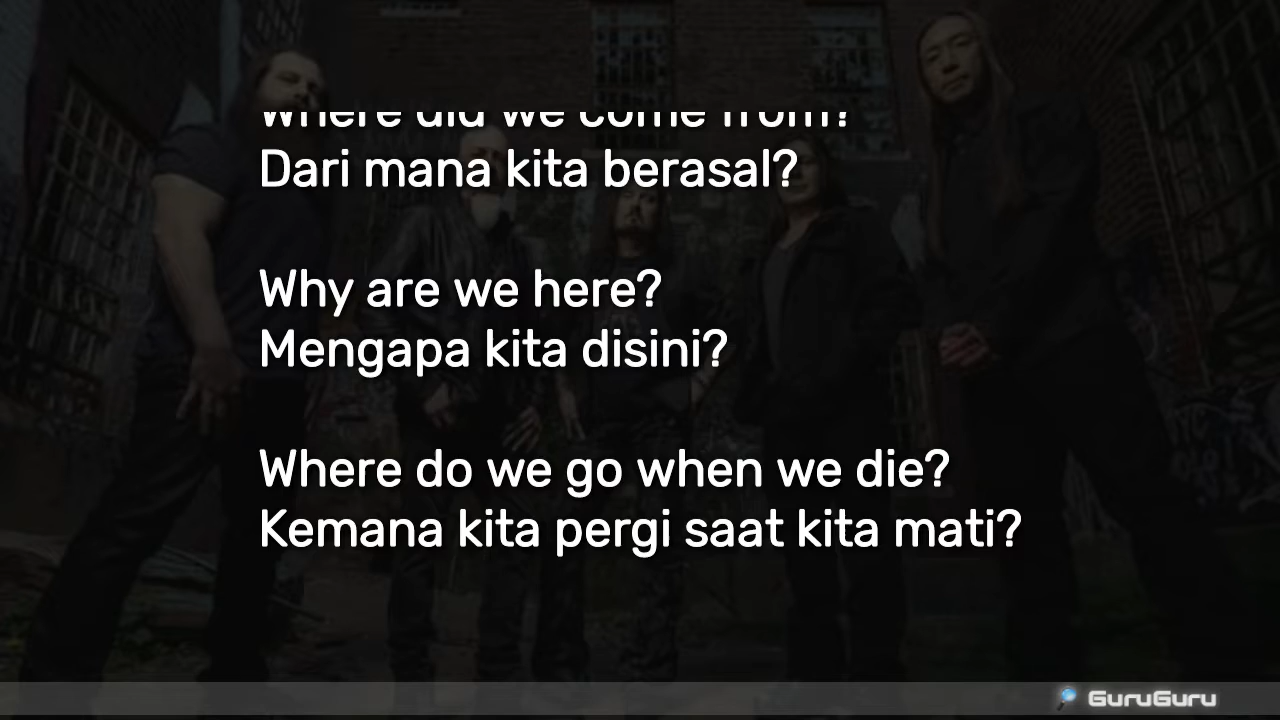 Where did we come from?
Dari mana kita berasal?
Why are we here?
Mengapa kita disini?
Where do we go when we die?
Kemana kita pergi saat kita mati?
GuruGuru